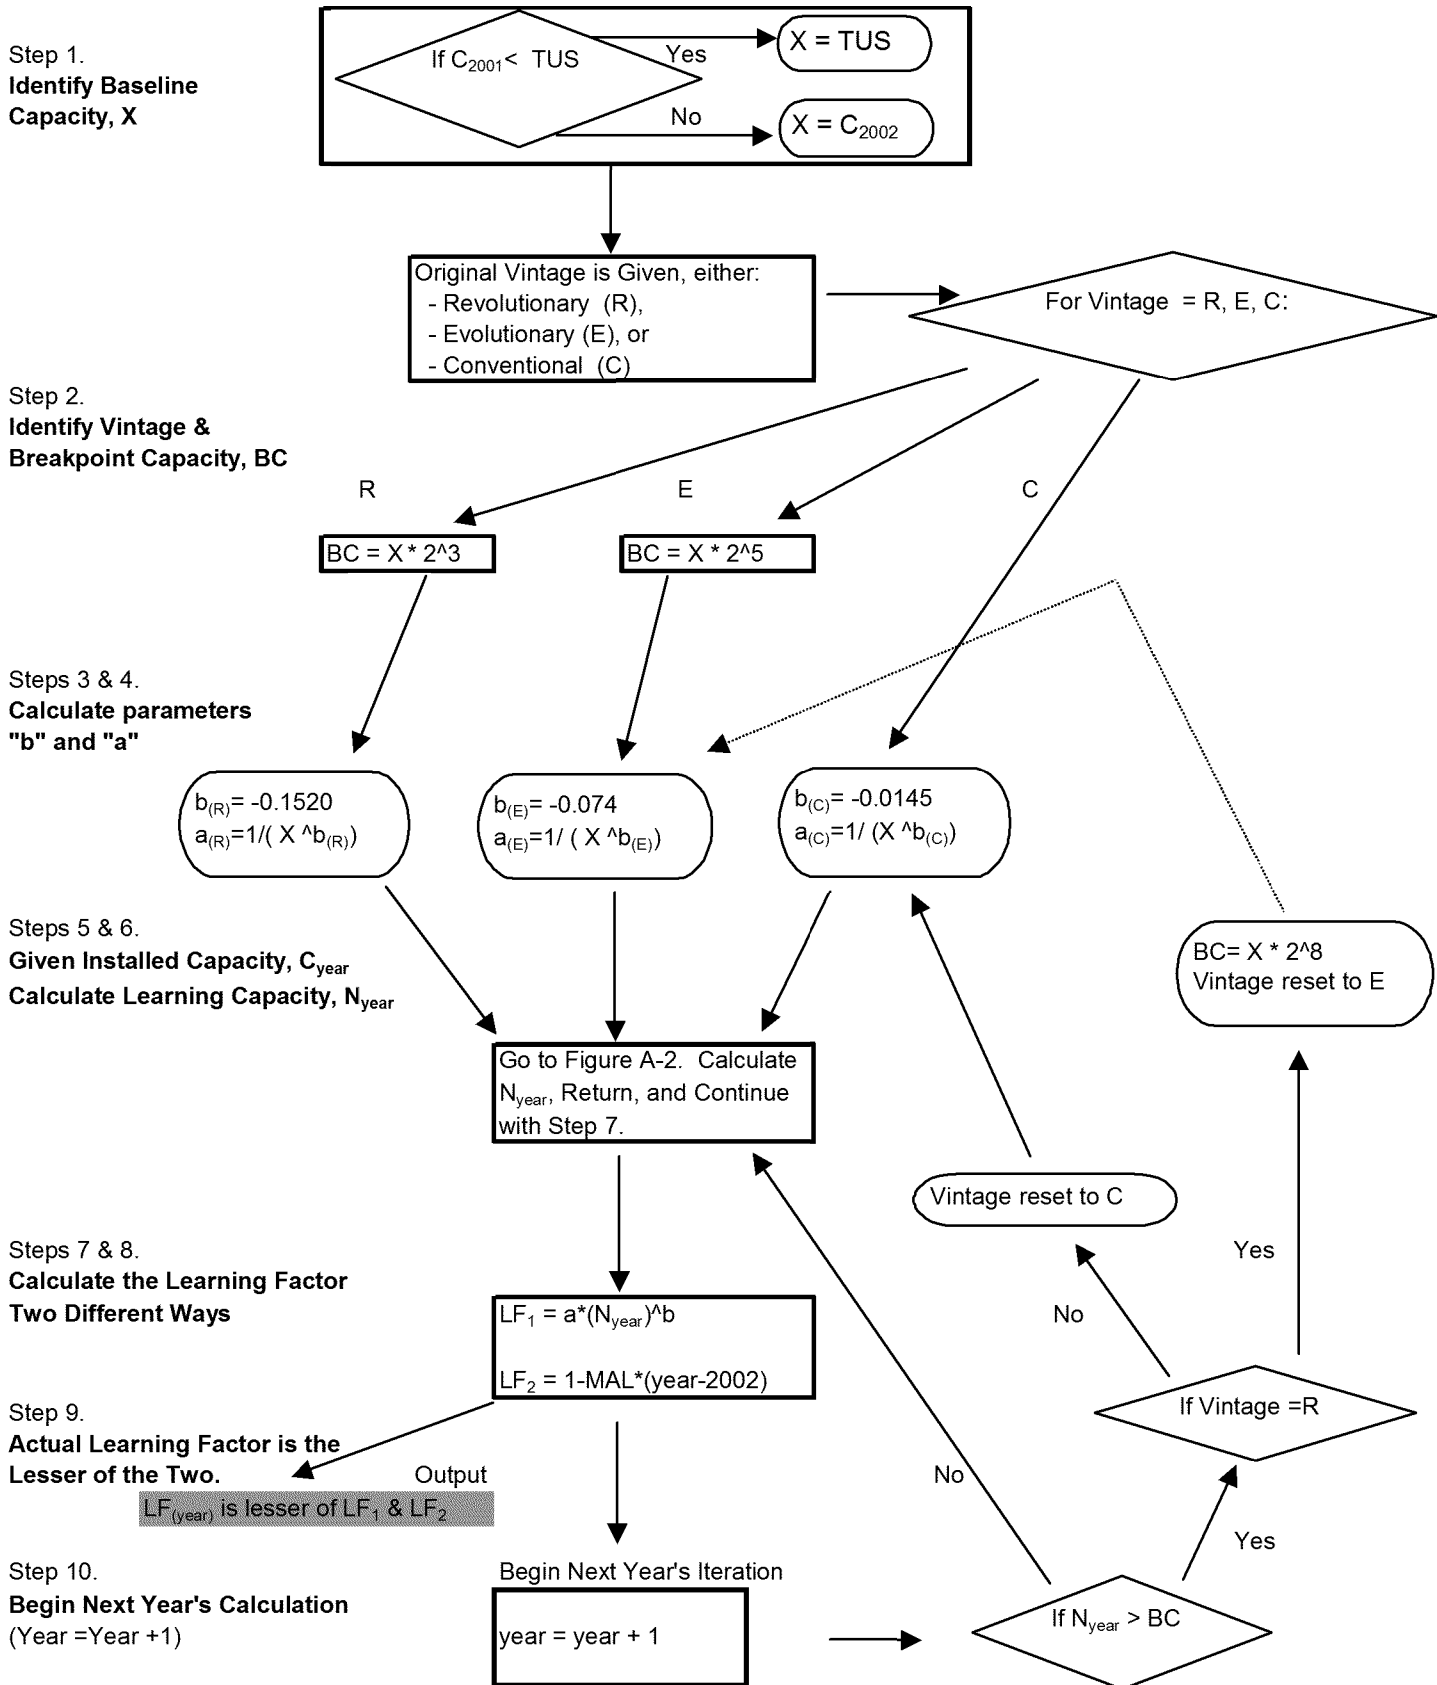 Step 1.
Identify Baseline
Capacity, X
If C2001< TUS
Yes
X = TUS
No
X = C2002
Original Vintage is Given, either:
- Revolutionary (R),
- Evolutionary (E), or
- Conventional (C)
For Vintage = R, E, C:
Step 2.
Identify Vintage &
Breakpoint Capacity, BC
R
E
C
BC = X * 2^3
BC = X * 2^5
Steps 3 & 4.
Calculate parameters
"b" and "a"
b(R)= -0.1520
a(R)=1/( X ^b(R))
b(E)= -0.074
a(E)=1/ ( X ^b(E))
b(C)= -0.0145
a(C)=1/ (X ^b(C))
Steps 5 & 6.
Given Installed Capacity, Cyear
Calculate Learning Capacity, Nyear
BC= X * 2^8
Vintage reset to E
Go to Figure A-2. Calculate
Nyear, Return, and Continue
with Step 7.
Vintage reset to C
Yes
No
Steps 7 & 8.
Calculate the Learning Factor
Two Different Ways
LF1 = a*(Nyear)^b
LF2 = 1-MAL*(year-2002)
If Vintage =R
Step 9.
Actual Learning Factor is the
Lesser of the Two.
Output
LF(year) is lesser of LF1 & LF2
No
Yes
Step 10.
Begin Next Year's Calculation
(Year =Year +1)
Begin Next Year's Iteration
year = year + 1
If Nyear > BC